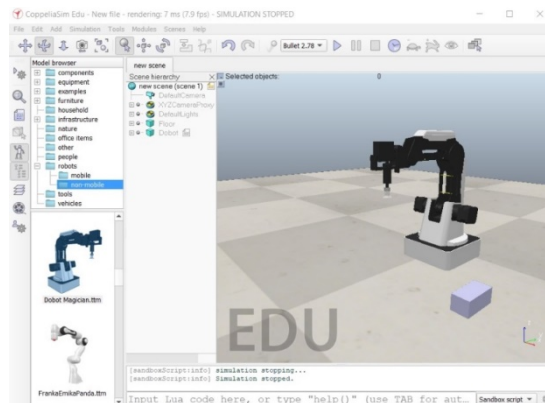 CoppeliaSim Edu - New file - rendering: 7 ms (7.9 fps) - SIMULATION STOPPED
File Edit Add Simulation Tools Modules Scenes Help
Bullet 2.78
Model browser
components
equipment
examples
furniture
household
infrastructure
nature
office items
other
people
robots
mobile
non-mobile
tools
vehicles
Dobot Magician.ttm
FrankaEmikaPanda.ttm
new scene
Scene hierarchy
new scene (scene 1)
DefaultCamera
XYZCameraProxy
DefaultLights
Floor
Dobot
Selected objects: 0
EDU
[sandboxScript:info] simulation stopping...
[sandboxScript:info] Simulation stopped.
Input Lua code here, or type "help()" (use TAB for aut...
Sandbox script